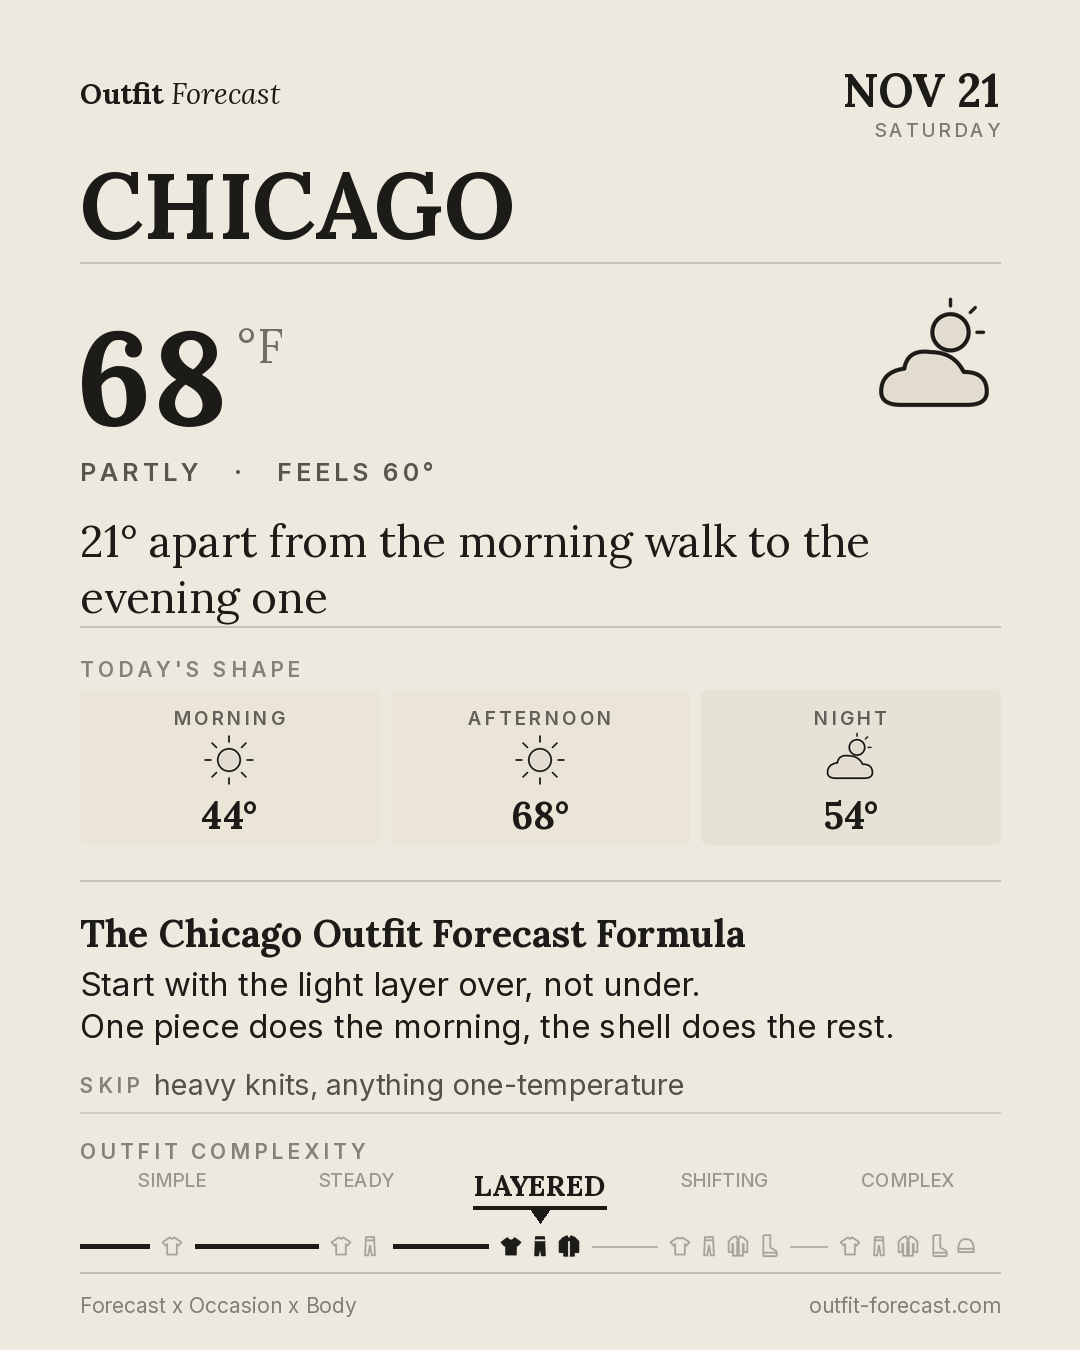 Outfit Forecast
NOV 21
SATURDAY
CHICAGO
68 °F
PARTLY · FEELS 60°
21° apart from the morning walk to the
evening one
TODAY'S SHAPE
MORNING
44°
AFTERNOON
68°
NIGHT
54°
The Chicago Outfit Forecast Formula
Start with the light layer over, not under.
One piece does the morning, the shell does the rest.
SKIP heavy knits, anything one-temperature
OUTFIT COMPLEXITY
SIMPLE STEADY LAYERED SHIFTING COMPLEX
Forecast x Occasion x Body
outfit-forecast.com